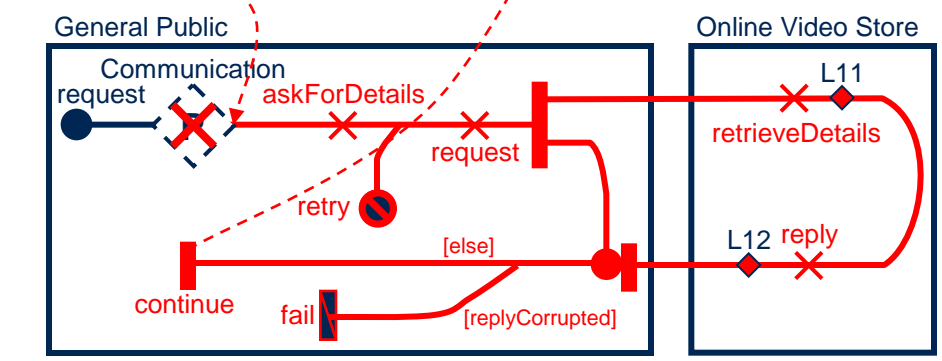 General Public
Online Video Store
Communication
request
askForDetails
L11
request
retrieveDetails
retry
L12
reply
[else]
continue
fail
[replyCorrupted]